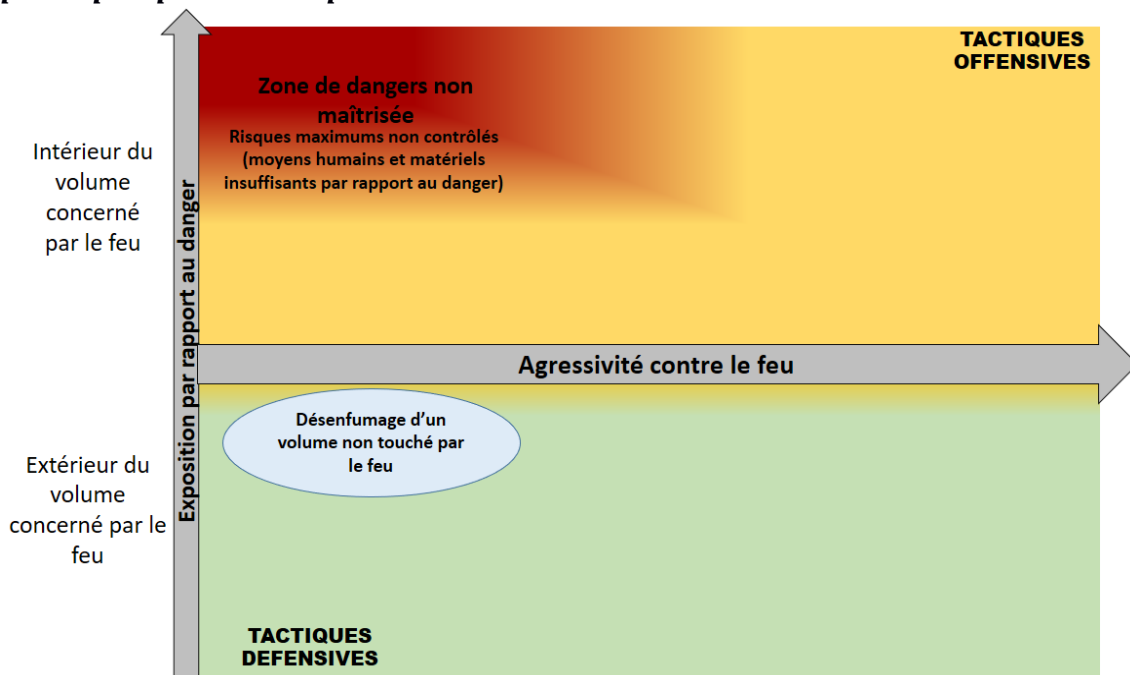 TACTIQUES
OFFENSIVES
Zone de dangers non
maîtrisée
Risques maximums non contrôlés
(moyens humains et matériels
insuffisants par rapport au danger)
Intérieur du
volume
concerné
par le feu
Exposition par rapport au danger
Agressivité contre le feu
Désenfumage d’un
volume non touché par
le feu
Extérieur du
volume
concerné par le
feu
TACTIQUES
DEFENSIVES